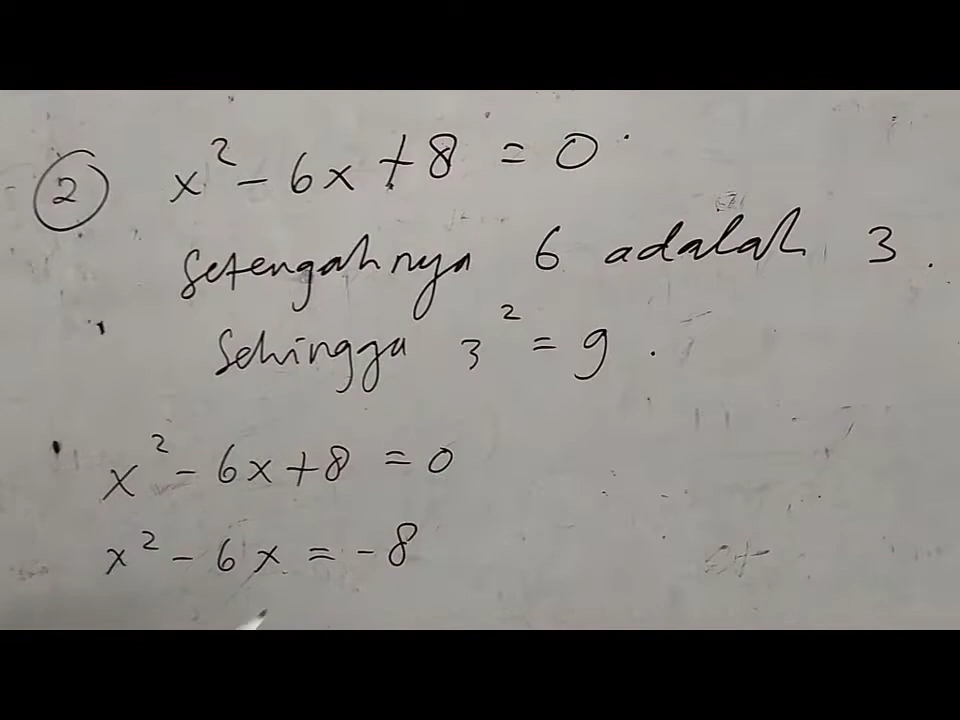 ② x² - 6x + 8 = 0
Setengahnya 6 adalah 3.
Sehingga 3² = 9.
x² - 6x + 8 = 0
x² - 6x = -8